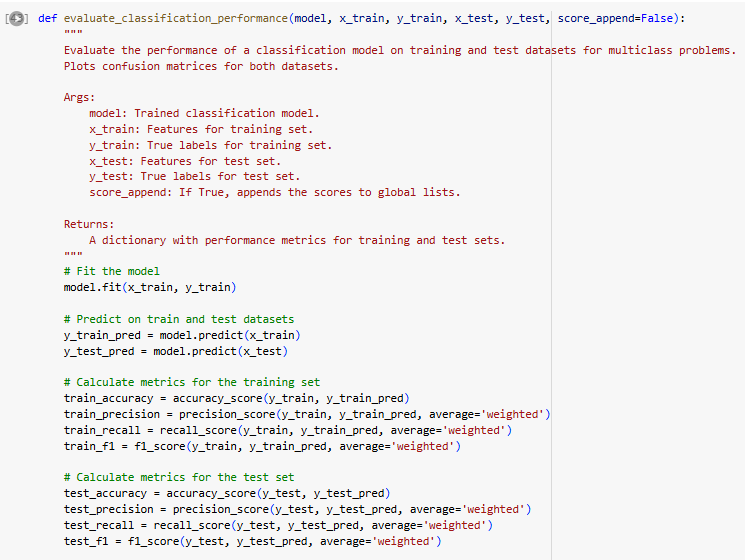 def evaluate_classification_performance(model, x_train, y_train, x_test, y_test, score_append=False):
"""
Evaluate the performance of a classification model on training and test datasets for multiclass problems.
Plots confusion matrices for both datasets.
Args:
model: Trained classification model.
x_train: Features for training set.
y_train: True labels for training set.
x_test: Features for test set.
y_test: True labels for test set.
score_append: If True, appends the scores to global lists.
Returns:
A dictionary with performance metrics for training and test sets.
"""
# Fit the model
model.fit(x_train, y_train)
# Predict on train and test datasets
y_train_pred = model.predict(x_train)
y_test_pred = model.predict(x_test)
# Calculate metrics for the training set
train_accuracy = accuracy_score(y_train, y_train_pred)
train_precision = precision_score(y_train, y_train_pred, average='weighted')
train_recall = recall_score(y_train, y_train_pred, average='weighted')
train_f1 = f1_score(y_train, y_train_pred, average='weighted')
# Calculate metrics for the test set
test_accuracy = accuracy_score(y_test, y_test_pred)
test_precision = precision_score(y_test, y_test_pred, average='weighted')
test_recall = recall_score(y_test, y_test_pred, average='weighted')
test_f1 = f1_score(y_test, y_test_pred, average='weighted')